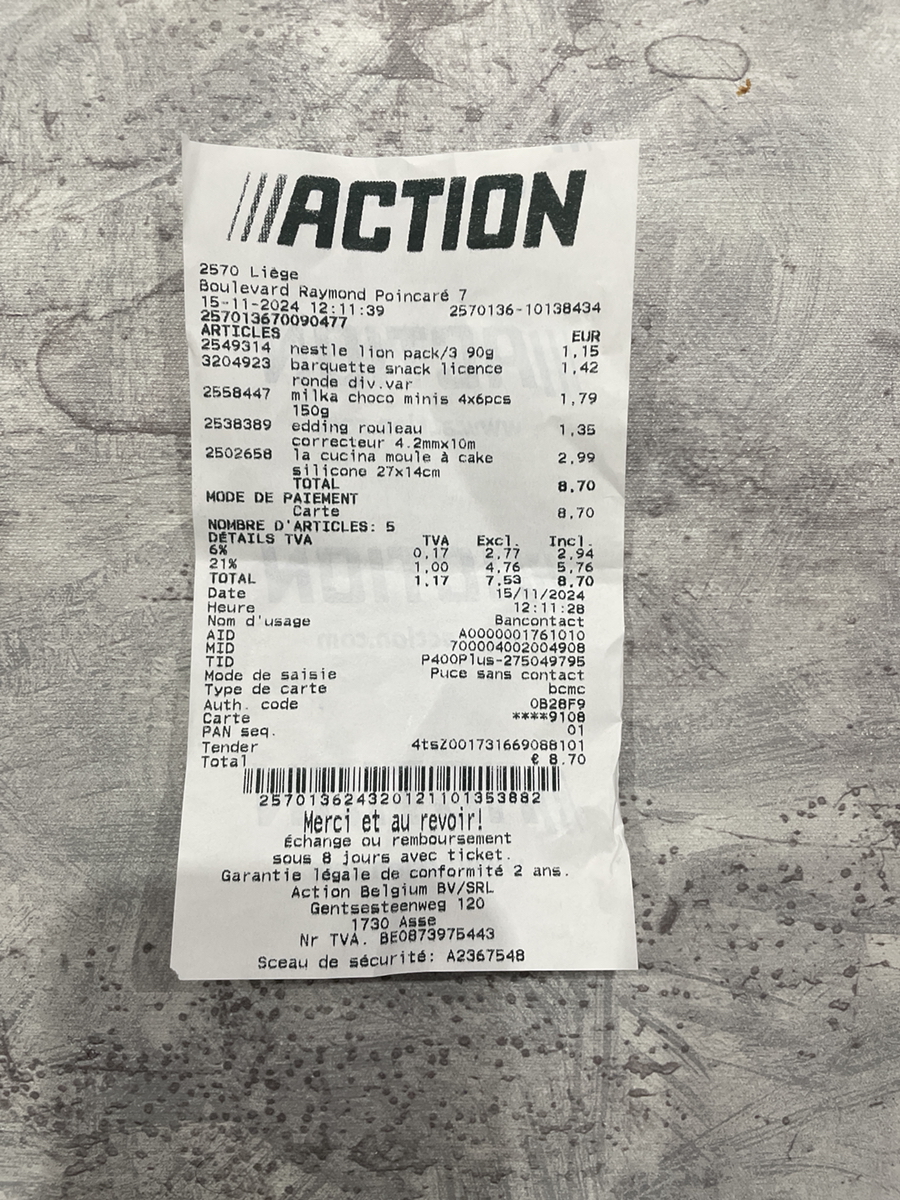 ACTION
2570 Liège
Boulevard Raymond Poincaré 7
15-11-2024 12:11:39 2570136-10138434
257013670090477
ARTICLES EUR
2549314 nestle lion pack/3 90g 1,15
3204923 barquette snack licence 1,42
ronde div.var
2558447 milka choco minis 4x6pcs 1,79
150g
2538389 edding rouleau 1,35
correcteur 4.2mmx10m
2502658 la cucina moule à cake 2,99
silicone 27x14cm
TOTAL 8,70
MODE DE PAIEMENT
Carte 8,70
NOMBRE D'ARTICLES: 5
DÉTAILS TVA TVA Excl. Incl.
6% 0,17 2,77 2,94
21% 1,00 4,76 5,76
TOTAL 1,17 7,53 8,70
Date 15/11/2024
Heure 12:11:28
Nom d'usage Bancontact
AID A0000001761010
MID 700004002004908
TID P400Plus-275049795
Mode de saisie Puce sans contact
Type de carte bcmc
Auth. code 0B28F9
Carte ****9108
PAN seq. 01
Tender 4tsZ001731669088101
Total € 8.70
257013624320121101353882
Merci et au revoir!
Échange ou remboursement
sous 8 jours avec ticket.
Garantie légale de conformité 2 ans.
Action Belgium BV/SRL
Gentsesteenweg 120
1730 Asse
Nr TVA. BE0873975443
Sceau de sécurité: A2367548